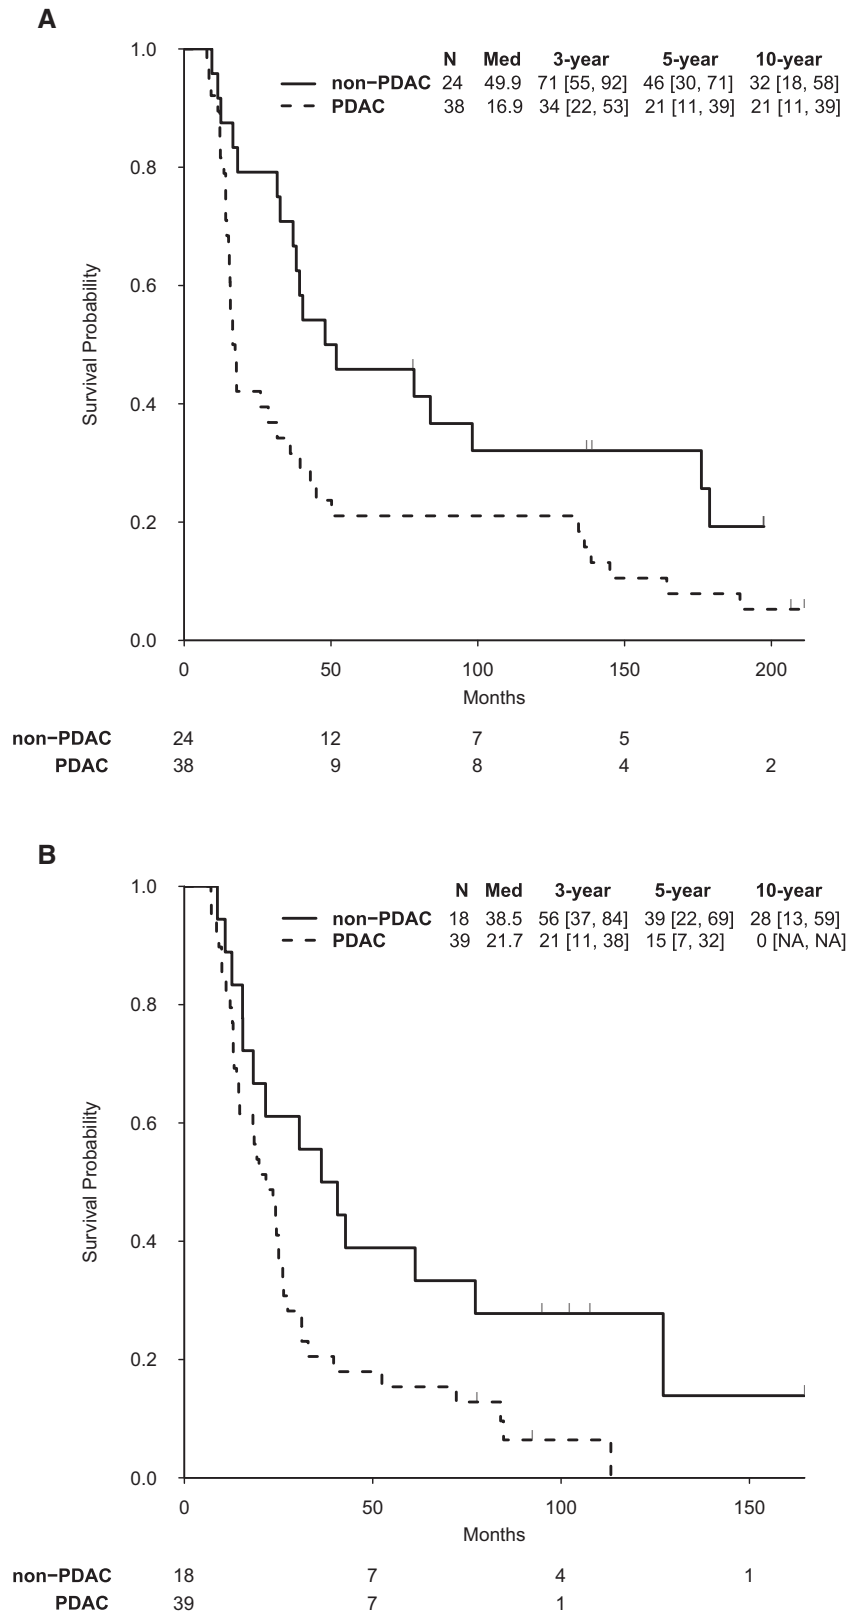 A
N Med 3-year 5-year 10-year
non−PDAC 24 49.9 71 [55, 92] 46 [30, 71] 32 [18, 58]
PDAC 38 16.9 34 [22, 53] 21 [11, 39] 21 [11, 39]
1.0
0.8
0.6
0.4
0.2
0.0
Survival Probability
0 50 100 150 200
Months
non−PDAC 24 12 7 5
PDAC 38 9 8 4 2
B
N Med 3-year 5-year 10-year
non−PDAC 18 38.5 56 [37, 84] 39 [22, 69] 28 [13, 59]
PDAC 39 21.7 21 [11, 38] 15 [7, 32] 0 [NA, NA]
1.0
0.8
0.6
0.4
0.2
0.0
Survival Probability
0 50 100 150
Months
non−PDAC 18 7 4 1
PDAC 39 7 1